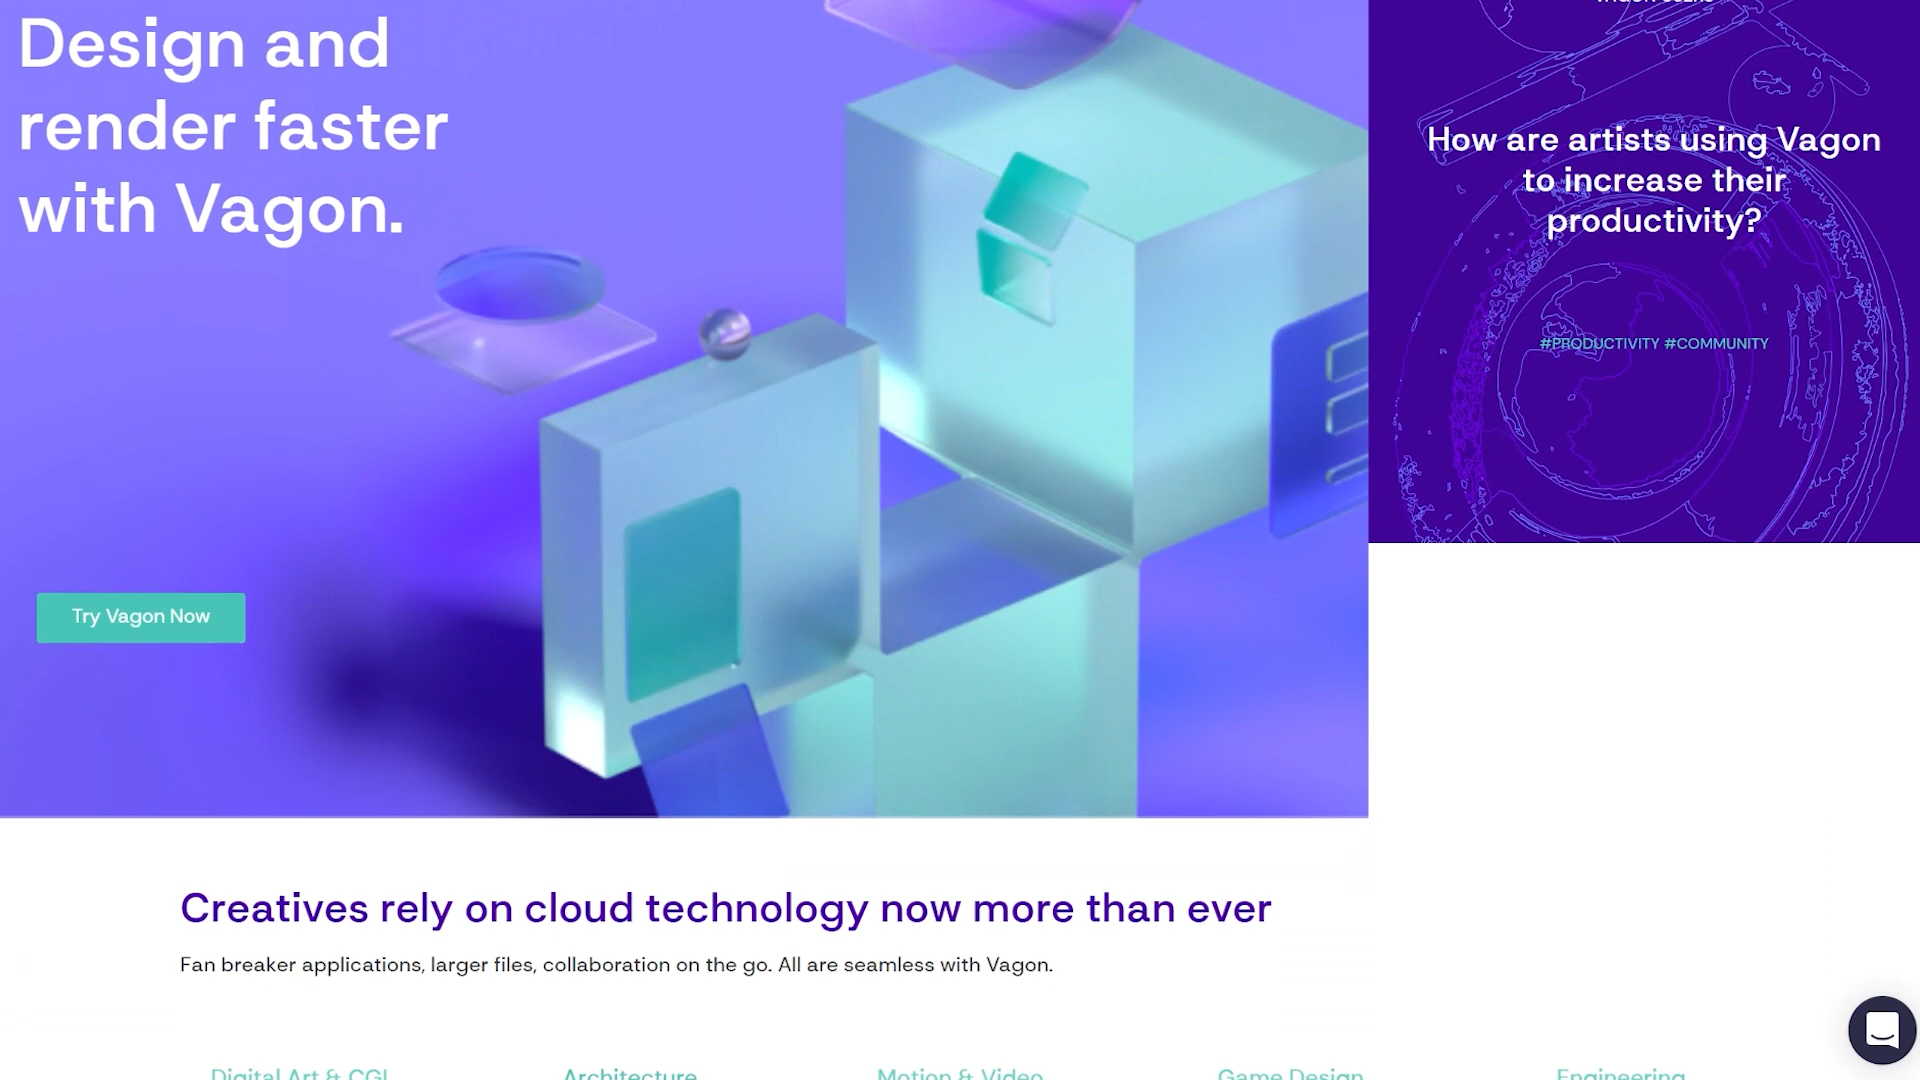 Design and
render faster
with Vagon.
Try Vagon Now
How are artists using Vagon
to increase their
productivity?
#PRODUCTIVITY #COMMUNITY
Creatives rely on cloud technology now more than ever
Fan breaker applications, larger files, collaboration on the go. All are seamless with Vagon.
Digital Art & CGI
Architecture
Motion & Video
Game Design
Engineering